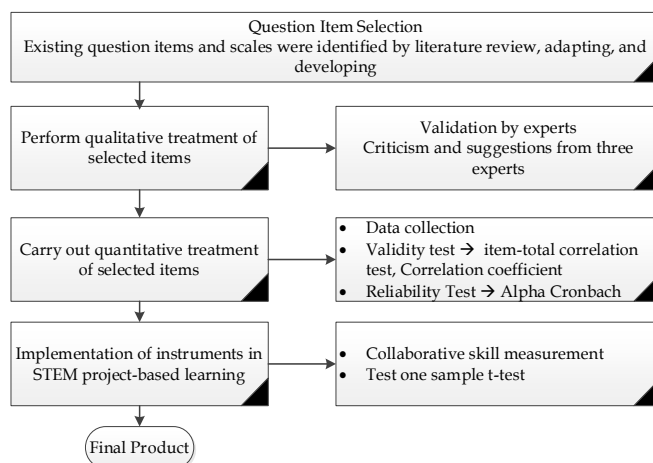 Question Item Selection
Existing question items and scales were identified by literature review, adapting, and
developing
Perform qualitative treatment of
selected items
Validation by experts
Criticism and suggestions from three
experts
Carry out quantitative treatment
of selected items
• Data collection
• Validity test → item-total correlation
test, Correlation coefficient
• Reliability Test → Alpha Cronbach
Implementation of instruments in
STEM project-based learning
• Collaborative skill measurement
• Test one sample t-test
Final Product